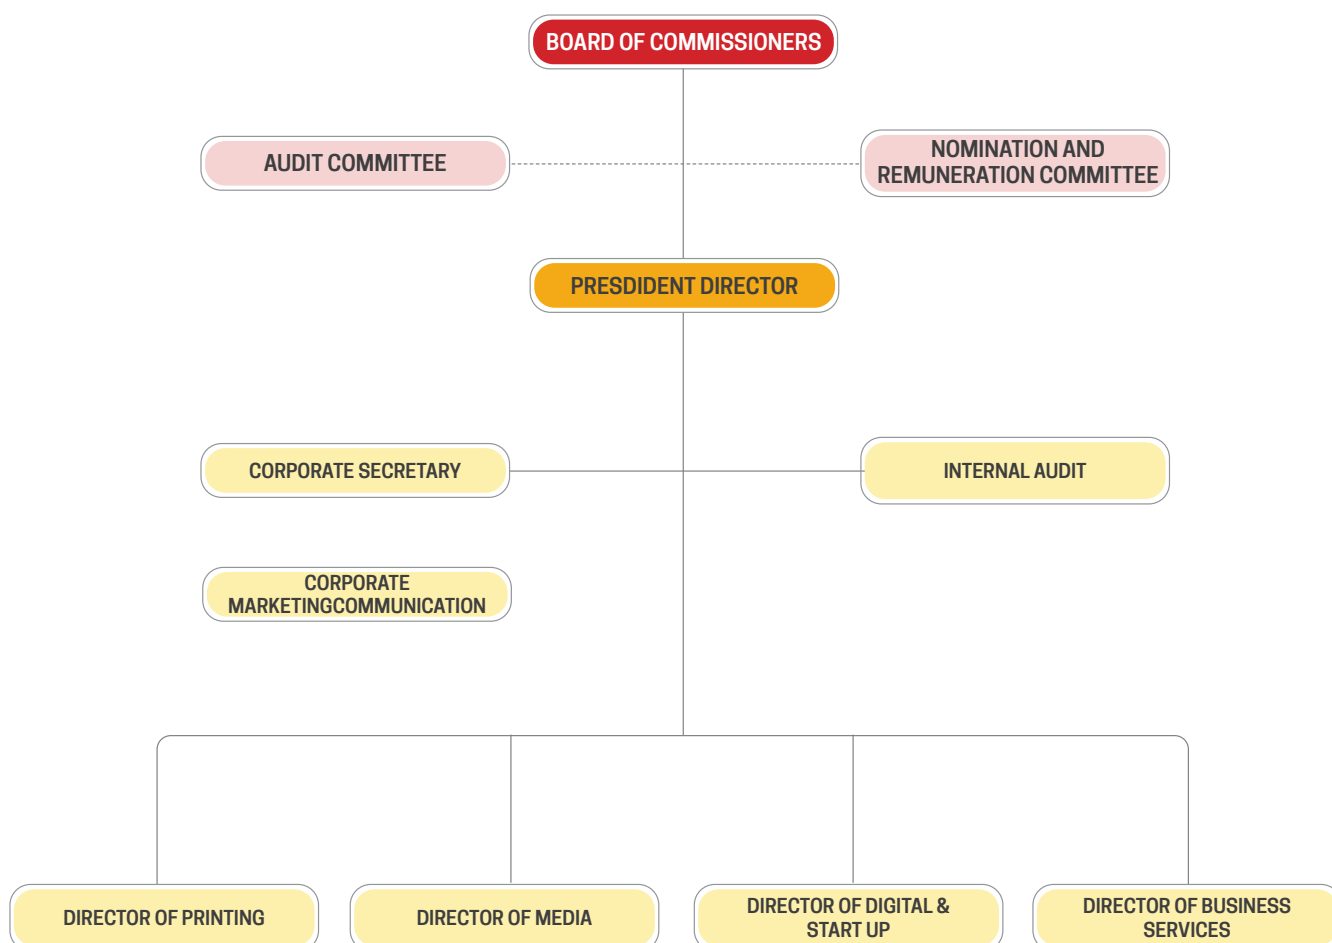 BOARD OF COMMISSIONERS
AUDIT COMMITTEE
NOMINATION AND
REMUNERATION COMMITTEE
PRESDIDENT DIRECTOR
CORPORATE SECRETARY
INTERNAL AUDIT
CORPORATE
MARKETINGCOMMUNICATION
DIRECTOR OF PRINTING
DIRECTOR OF MEDIA
DIRECTOR OF DIGITAL &
START UP
DIRECTOR OF BUSINESS
SERVICES